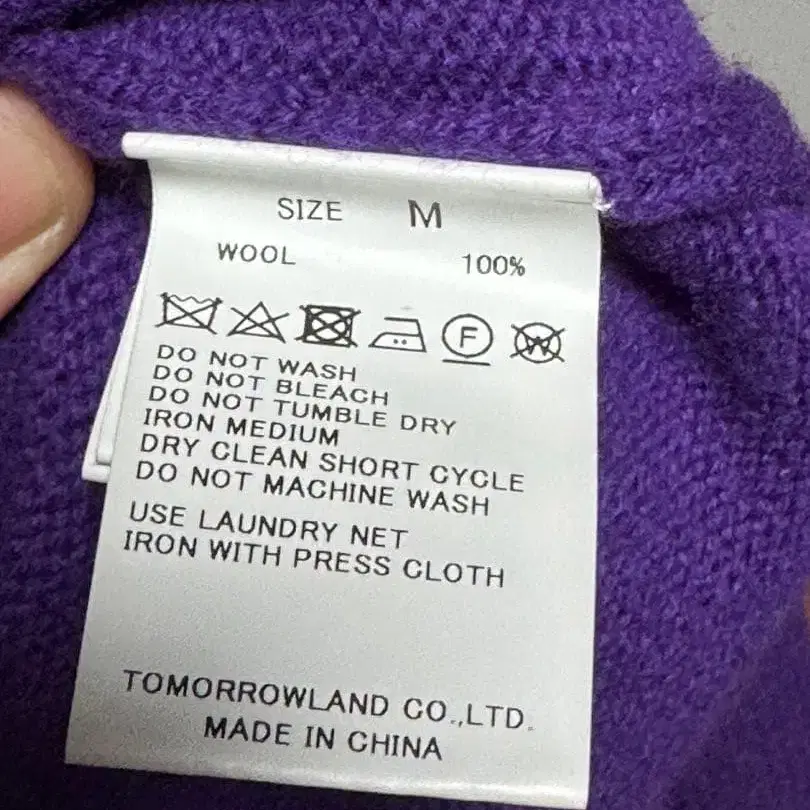 SIZE M
WOOL 100%
F W
DO NOT WASH
DO NOT BLEACH
DO NOT TUMBLE DRY
IRON MEDIUM
DRY CLEAN SHORT CYCLE
DO NOT MACHINE WASH
USE LAUNDRY NET
IRON WITH PRESS CLOTH
TOMORROWLAND CO.,LTD.
MADE IN CHINA